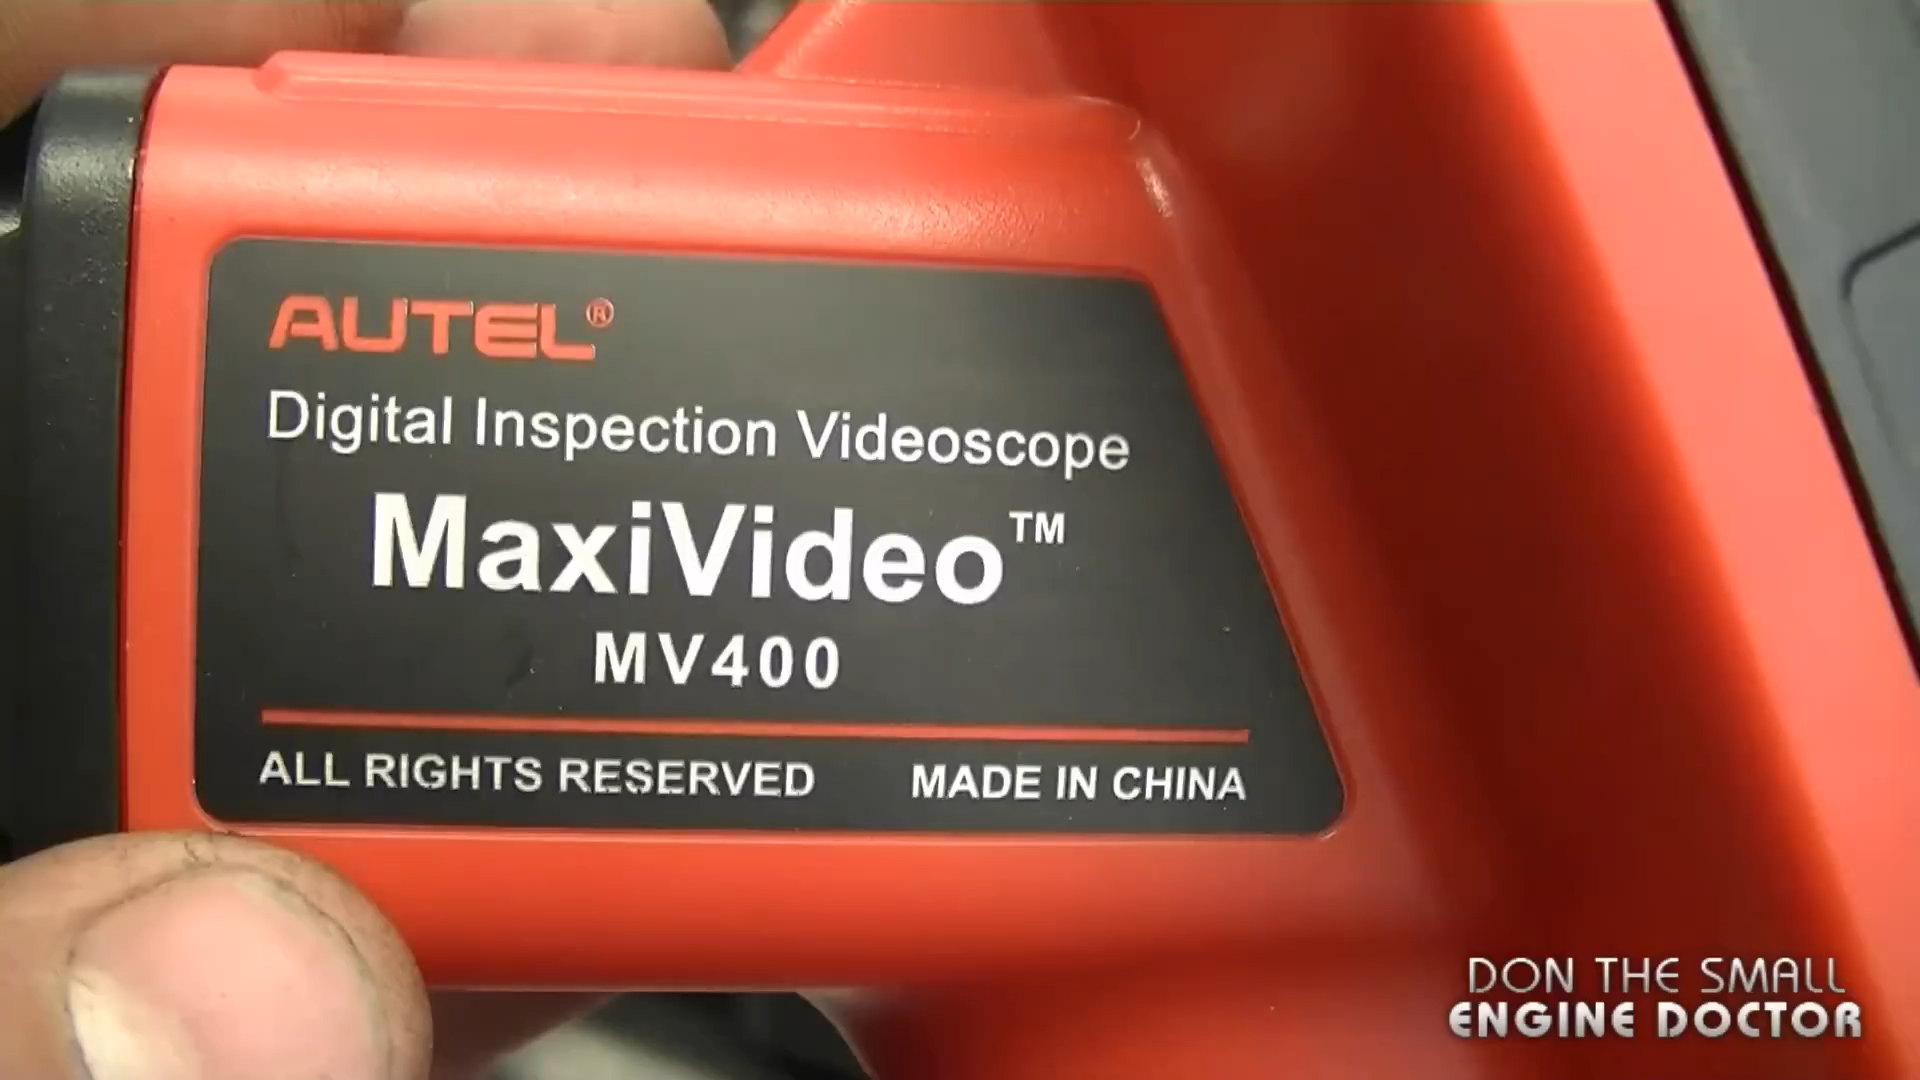 AUTEL®
Digital Inspection Videoscope
MaxiVideo™
MV400
ALL RIGHTS RESERVED MADE IN CHINA
DON THE SMALL
ENGINE DOCTOR